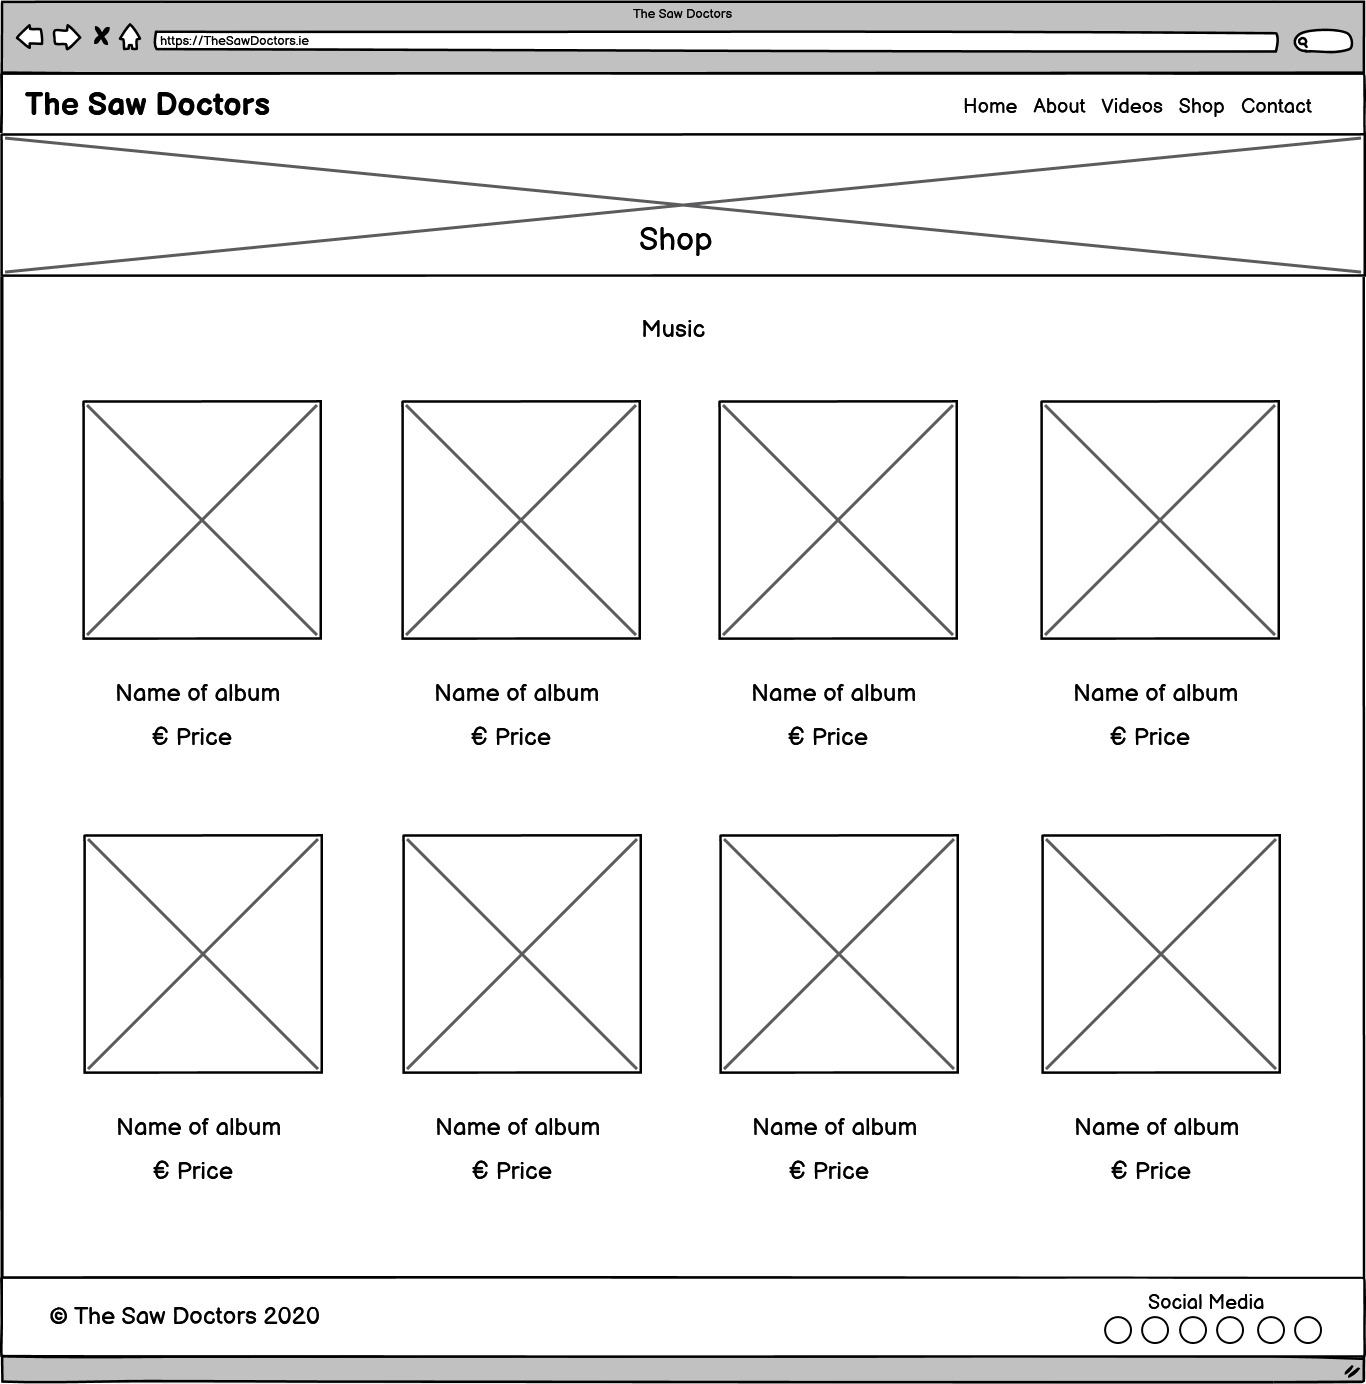 The Saw Doctors
https://TheSawDoctors.ie
The Saw Doctors
Home About Videos Shop Contact
Shop
Music
Name of album Name of album Name of album Name of album
€ Price € Price € Price € Price
Name of album Name of album Name of album Name of album
€ Price € Price € Price € Price
Social Media
© The Saw Doctors 2020